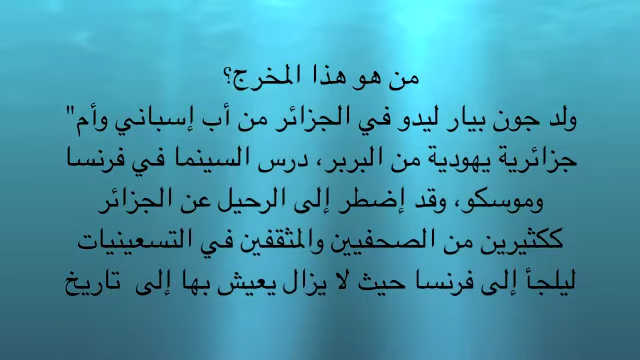 من هو هذا المخرج؟
ولد جون بيار ليدو في الجزائر من أب إسباني وأم"
جزائرية يهودية من البربر، درس السينما في فرنسا
وموسكو، وقد إضطر إلى الرحيل عن الجزائر
ككثيرين من الصحفيين والمثقفين في التسعينيات
ليلجأ إلى فرنسا حيث لا يزال يعيش بها إلى تاريخ